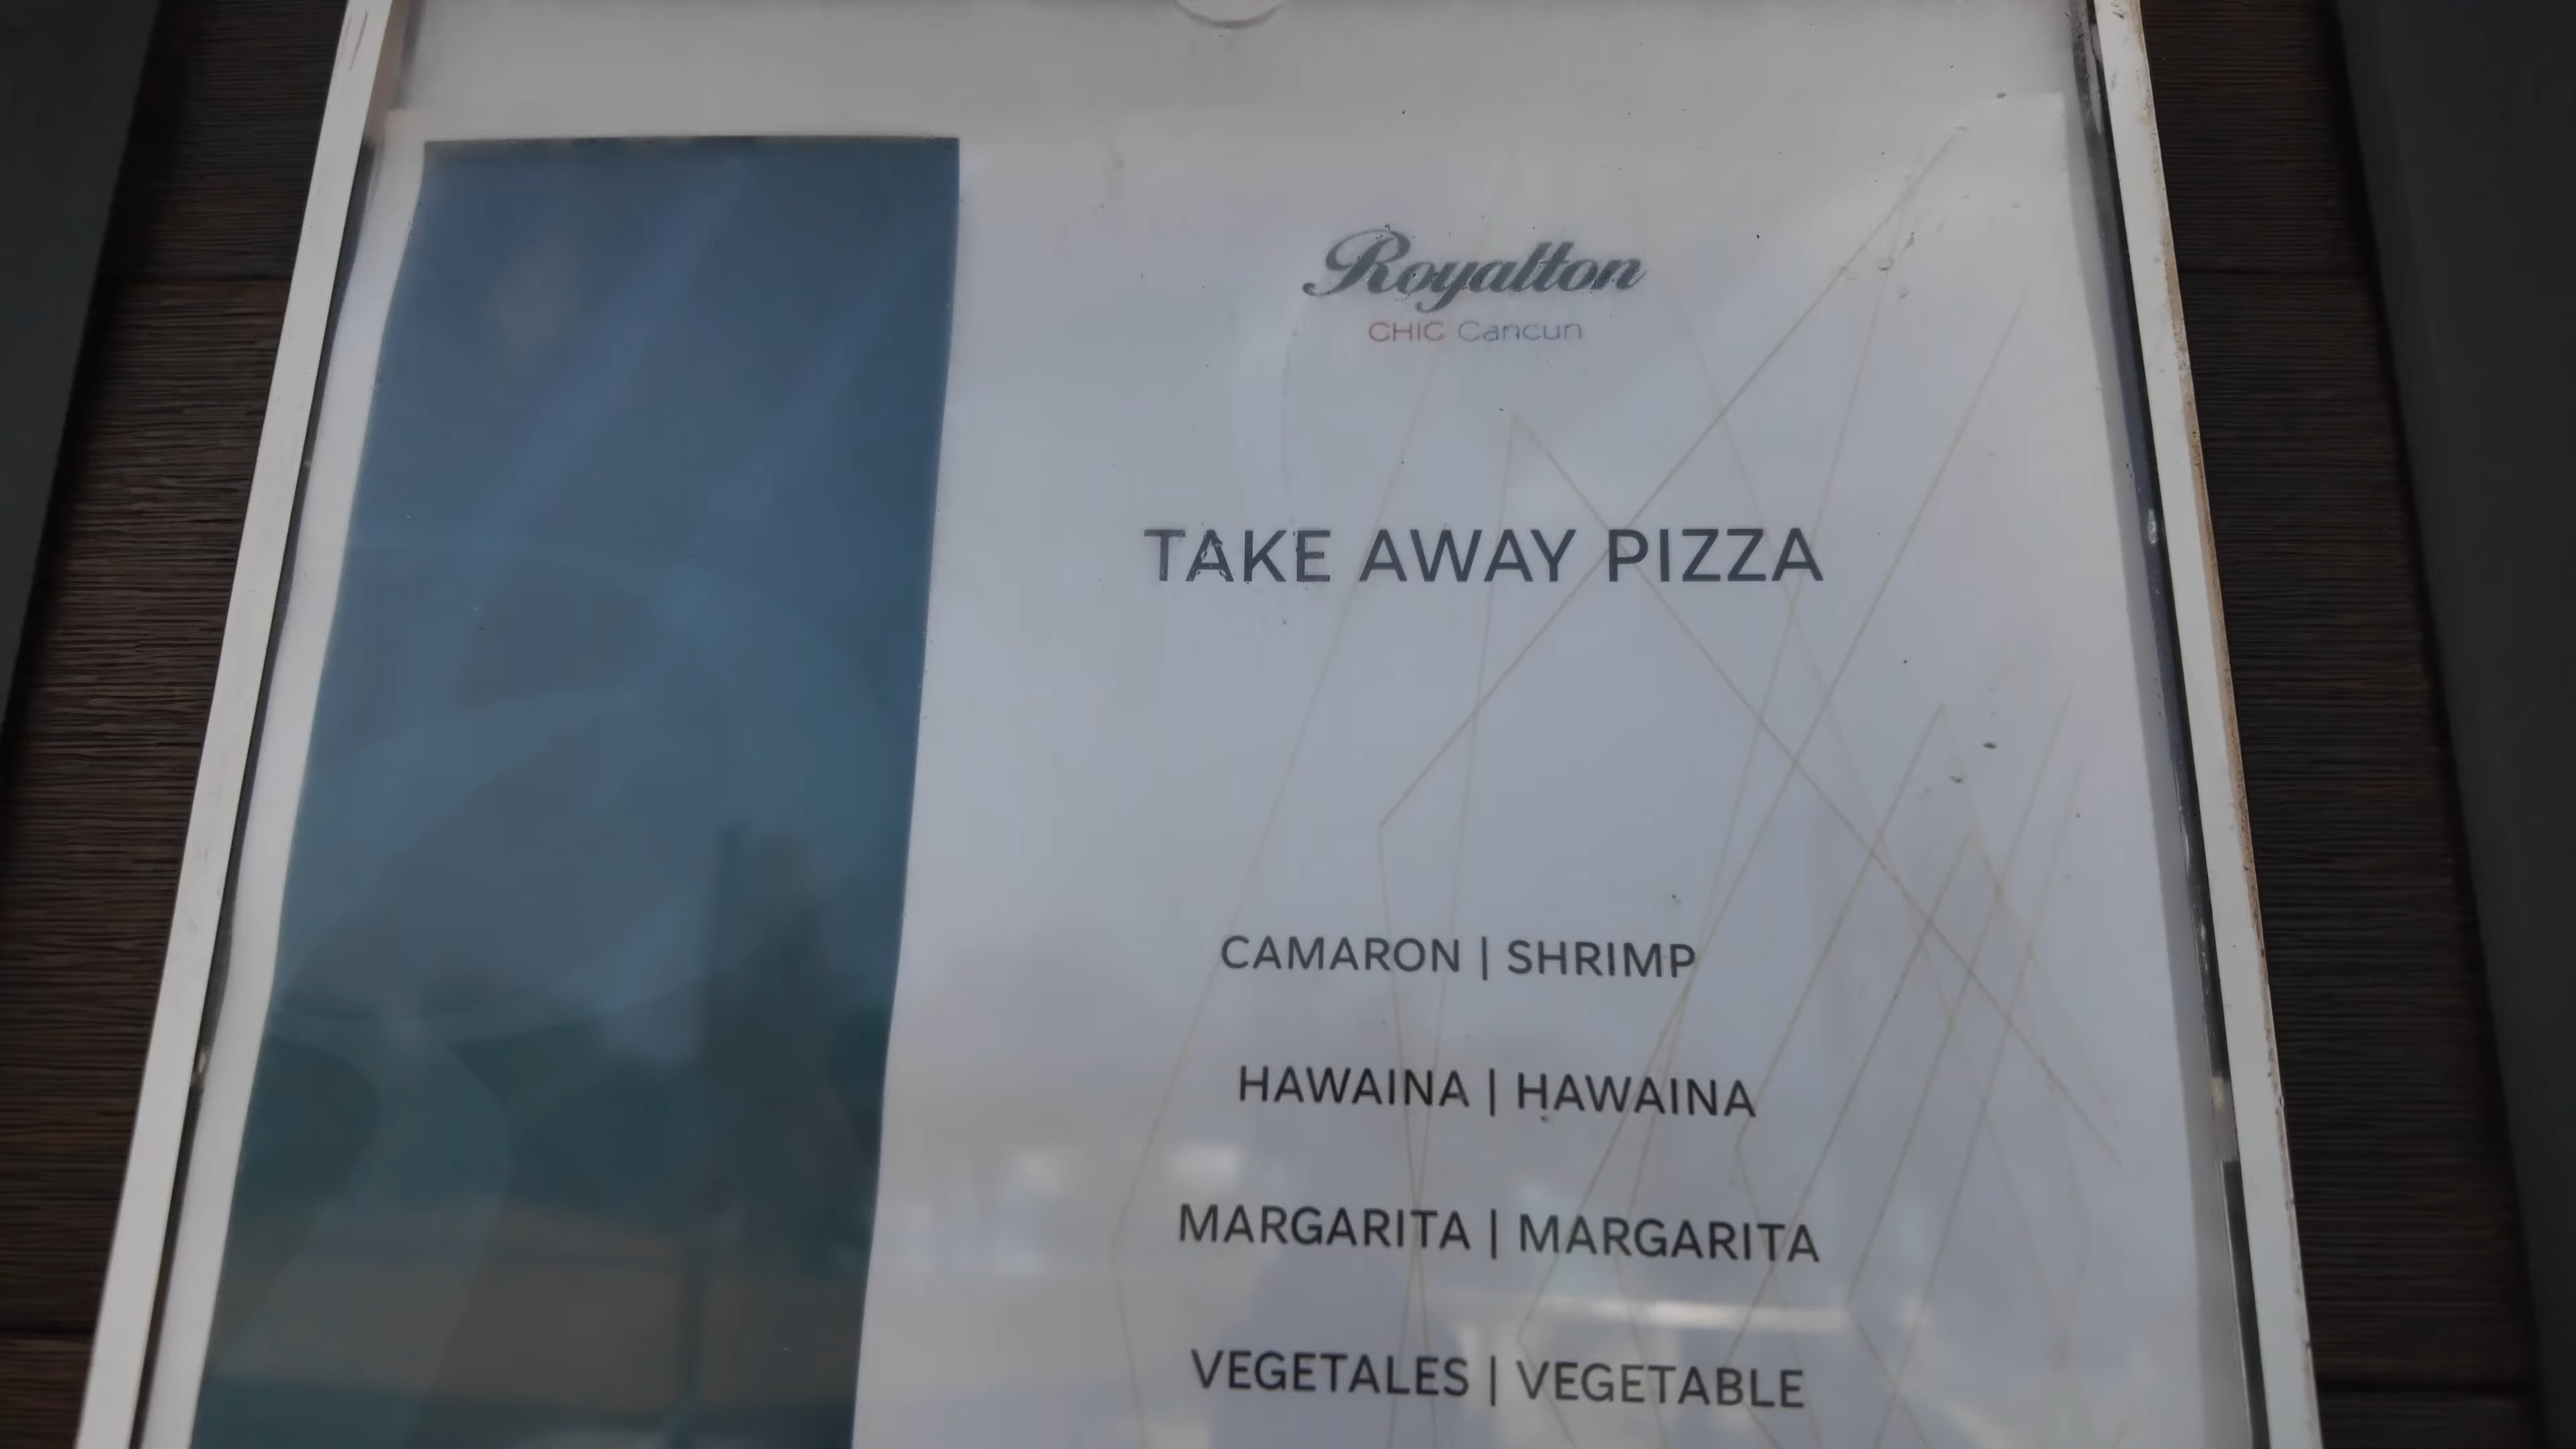 Royalton
CHIC Cancun
TAKE AWAY PIZZA
CAMARON | SHRIMP
HAWAINA | HAWAINA
MARGARITA | MARGARITA
VEGETALES | VEGETABLE